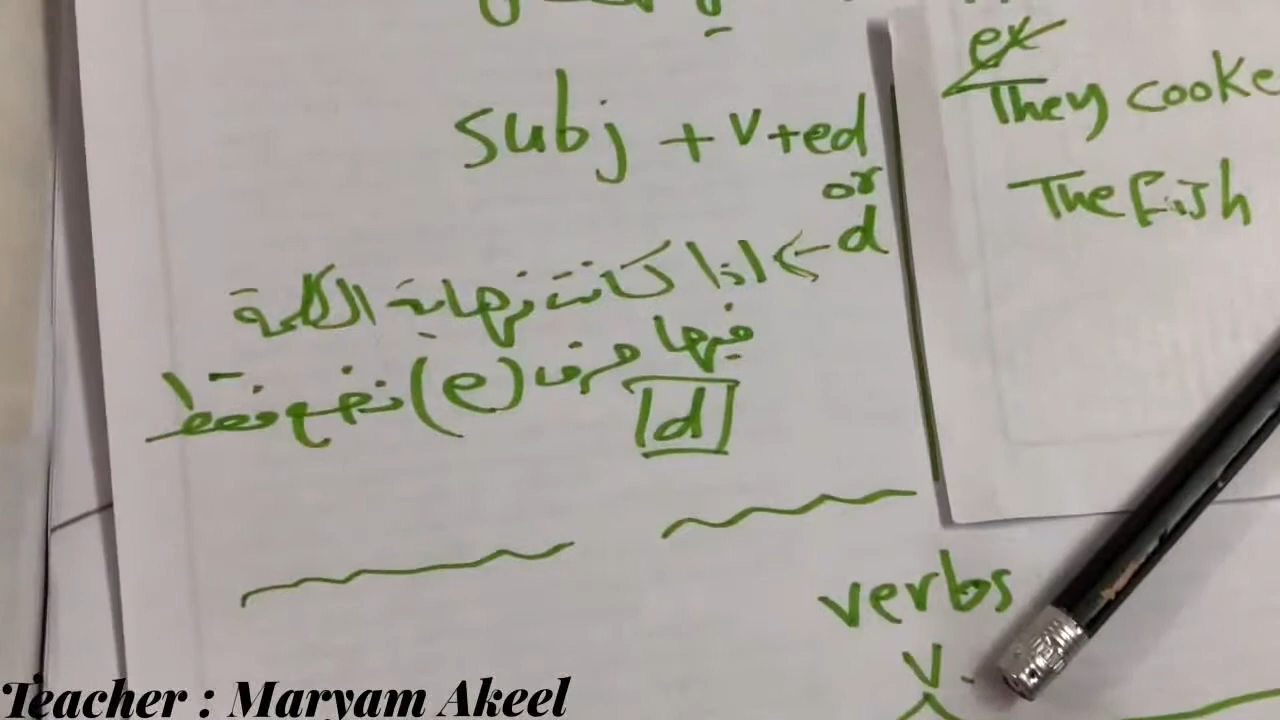 subj + v+ed
or
d
← اذا كانت نهاية الكلمة
فيها حرف (e) نضع فقط
d
verbs
v
ex
They cooke
The Fish
Teacher : Maryam Akeel